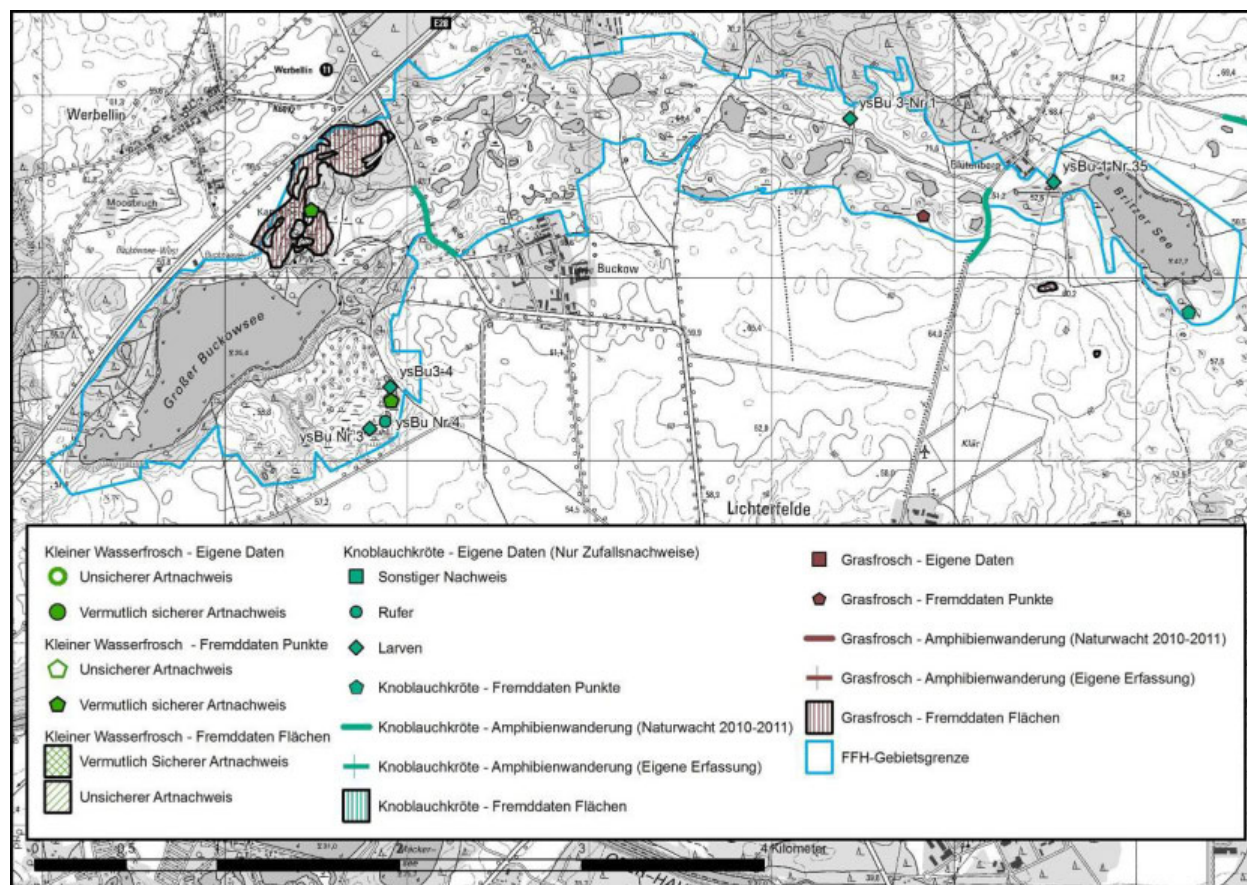 E28
Werbellin
11
Werbellin
Moosbruch
Buckow
Großer Buckowsee
Blütenberg
Britzer See
ysBu 3-Nr 1
ysBu-1-Nr 35
ysBu3-4
ysBu Nr 4
ysBu Nr 3
Klär
Lichterfelde
Kleiner Wasserfrosch - Eigene Daten
Unsicherer Artnachweis
Vermutlich sicherer Artnachweis
Kleiner Wasserfrosch - Fremddaten Punkte
Unsicherer Artnachweis
Vermutlich sicherer Artnachweis
Kleiner Wasserfrosch - Fremddaten Flächen
Vermutlich Sicherer Artnachweis
Unsicherer Artnachweis
Knoblauchkröte - Eigene Daten (Nur Zufallsnachweise)
Sonstiger Nachweis
Rufer
Larven
Knoblauchkröte - Fremddaten Punkte
Knoblauchkröte - Amphibienwanderung (Naturwacht 2010-2011)
Knoblauchkröte - Amphibienwanderung (Eigene Erfassung)
Knoblauchkröte - Fremddaten Flächen
Grasfrosch - Eigene Daten
Grasfrosch - Fremddaten Punkte
Grasfrosch - Amphibienwanderung (Naturwacht 2010-2011)
Grasfrosch - Amphibienwanderung (Eigene Erfassung)
Grasfrosch - Fremddaten Flächen
FFH-Gebietsgrenze
0 0,5 1 2 3 4 Kilometer